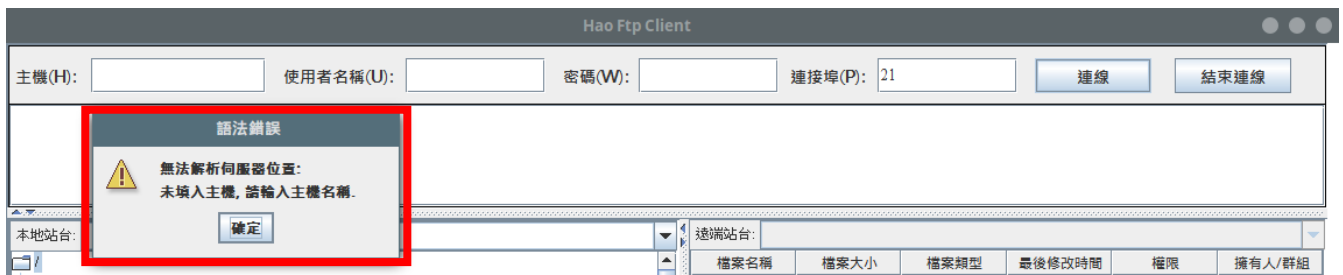 Hao Ftp Client
主機(H): 使用者名稱(U): 密碼(W): 連接埠(P): 21 連線 結束連線
語法錯誤
無法解析伺服器位置:
未填入主機, 請輸入主機名稱.
確定
本地站台: 遠端站台:
/ 檔案名稱 檔案大小 檔案類型 最後修改時間 權限 擁有人/群組